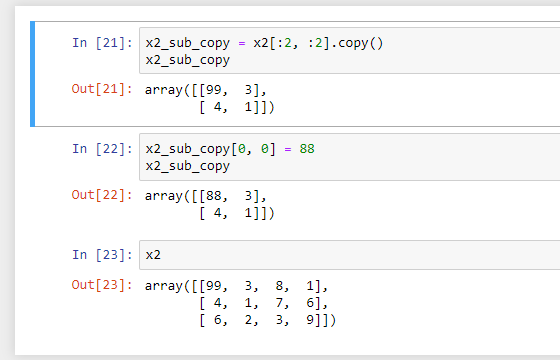 In [21]: x2_sub_copy = x2[:2, :2].copy()
x2_sub_copy
Out[21]: array([[99,  3],
       [ 4,  1]])
In [22]: x2_sub_copy[0, 0] = 88
x2_sub_copy
Out[22]: array([[88,  3],
       [ 4,  1]])
In [23]: x2
Out[23]: array([[99,  3,  8,  1],
       [ 4,  1,  7,  6],
       [ 6,  2,  3,  9]])